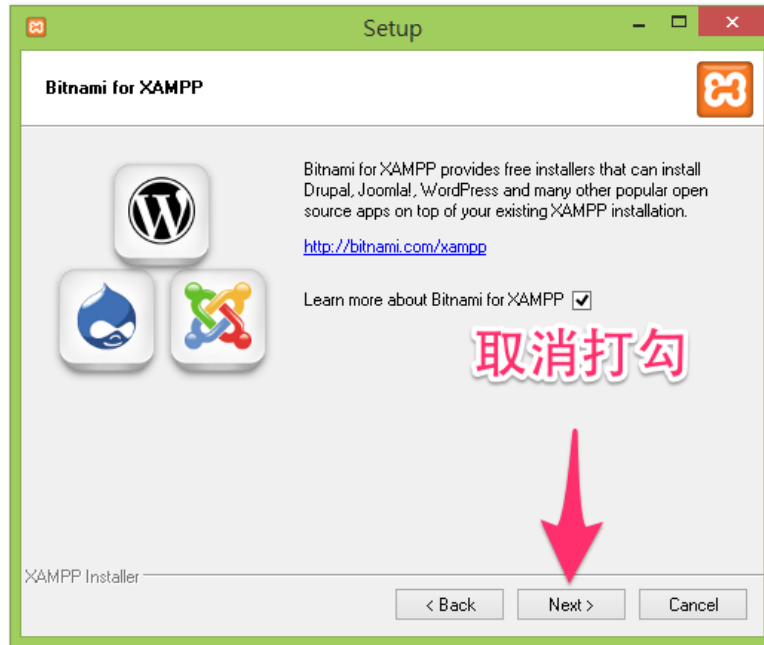 Setup
Bitnami for XAMPP
Bitnami for XAMPP provides free installers that can install
Drupal, Joomla!, WordPress and many other popular open
source apps on top of your existing XAMPP installation.
http://bitnami.com/xampp
Learn more about Bitnami for XAMPP
取消打勾
XAMPP Installer
< Back
Next >
Cancel